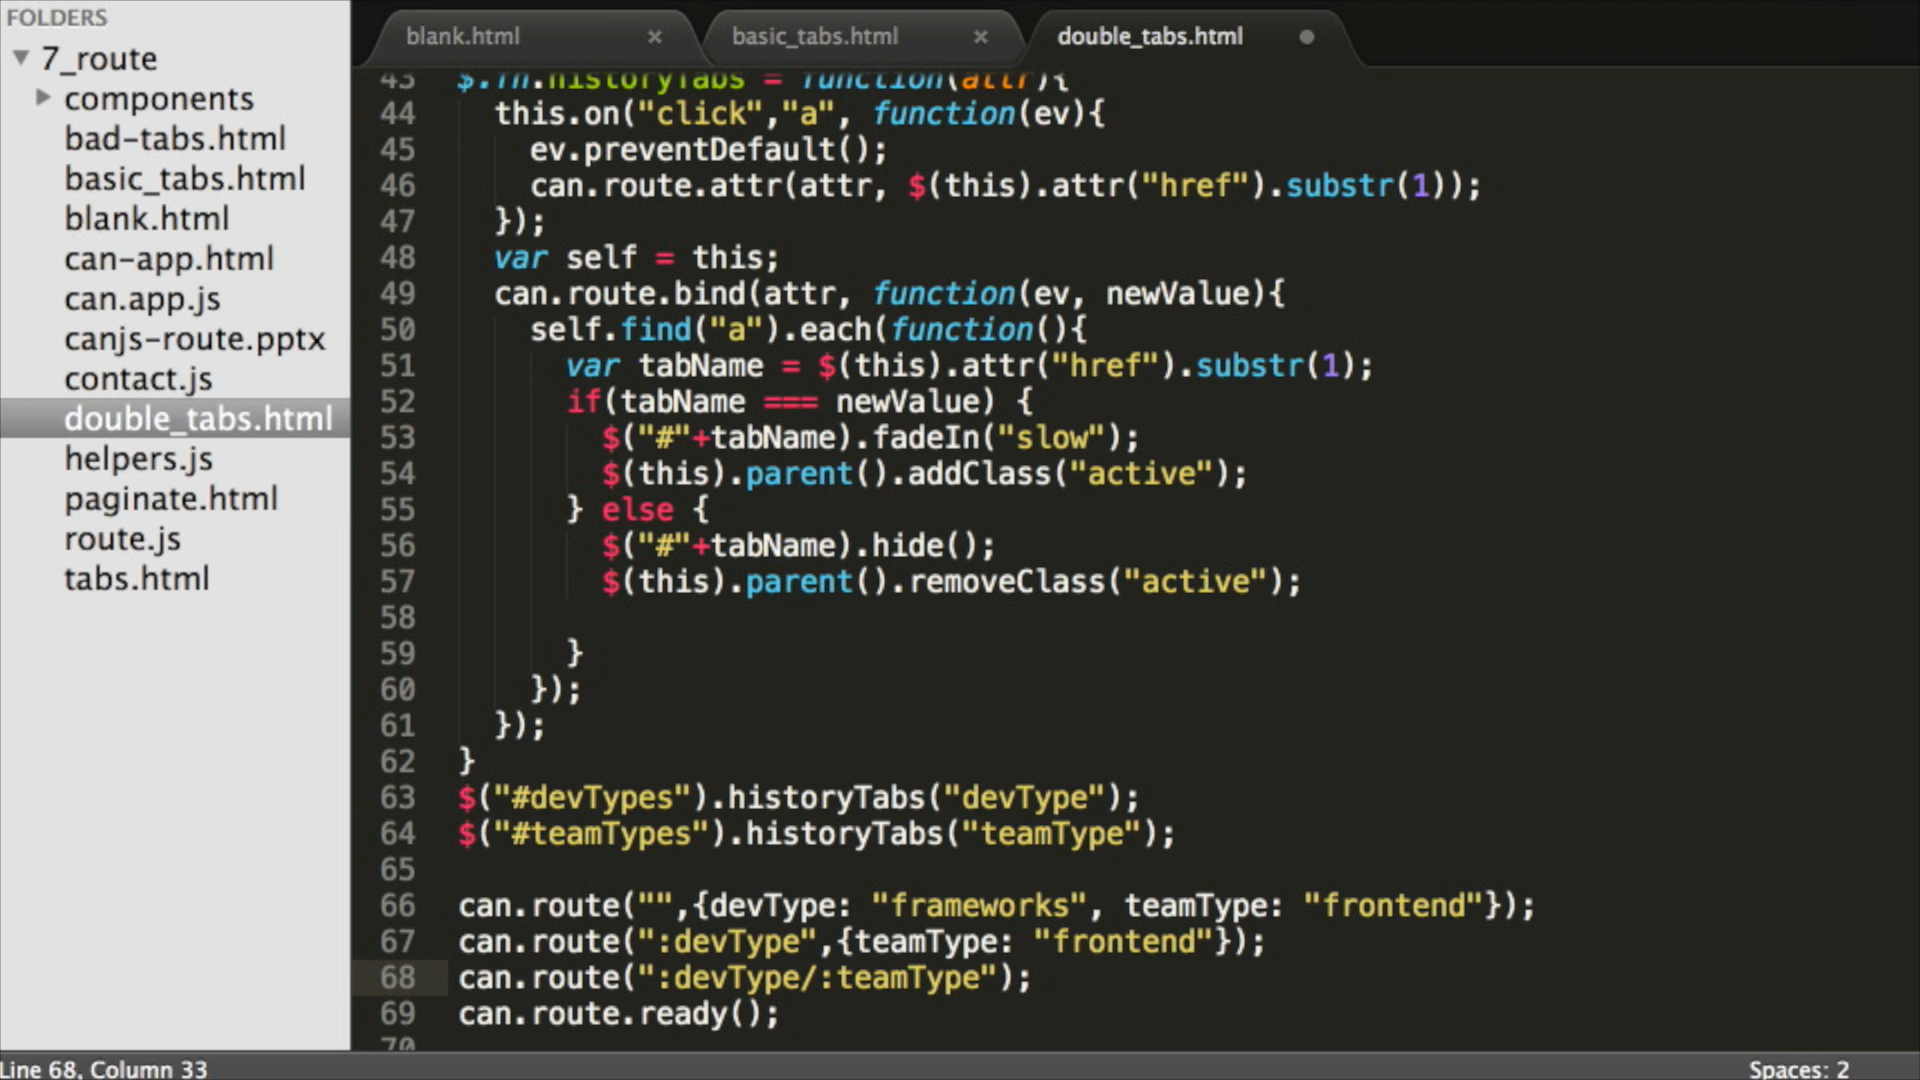 FOLDERS
7_route
components
bad-tabs.html
basic_tabs.html
blank.html
can-app.html
can.app.js
canjs-route.pptx
contact.js
double_tabs.html
helpers.js
paginate.html
route.js
tabs.html
blank.html ×
basic_tabs.html ×
double_tabs.html
43 $.fn.historyTabs = function(attr){
44 this.on("click","a", function(ev){
45 ev.preventDefault();
46 can.route.attr(attr, $(this).attr("href").substr(1));
47 });
48 var self = this;
49 can.route.bind(attr, function(ev, newValue){
50 self.find("a").each(function(){
51 var tabName = $(this).attr("href").substr(1);
52 if(tabName === newValue) {
53 $("#"+tabName).fadeIn("slow");
54 $(this).parent().addClass("active");
55 } else {
56 $("#"+tabName).hide();
57 $(this).parent().removeClass("active");
58
59 }
60 });
61 });
62 }
63 $("#devTypes").historyTabs("devType");
64 $("#teamTypes").historyTabs("teamType");
65
66 can.route("",{devType: "frameworks", teamType: "frontend"});
67 can.route(":devType",{teamType: "frontend"});
68 can.route(":devType/:teamType");
69 can.route.ready();
70
Line 68, Column 33
Spaces: 2